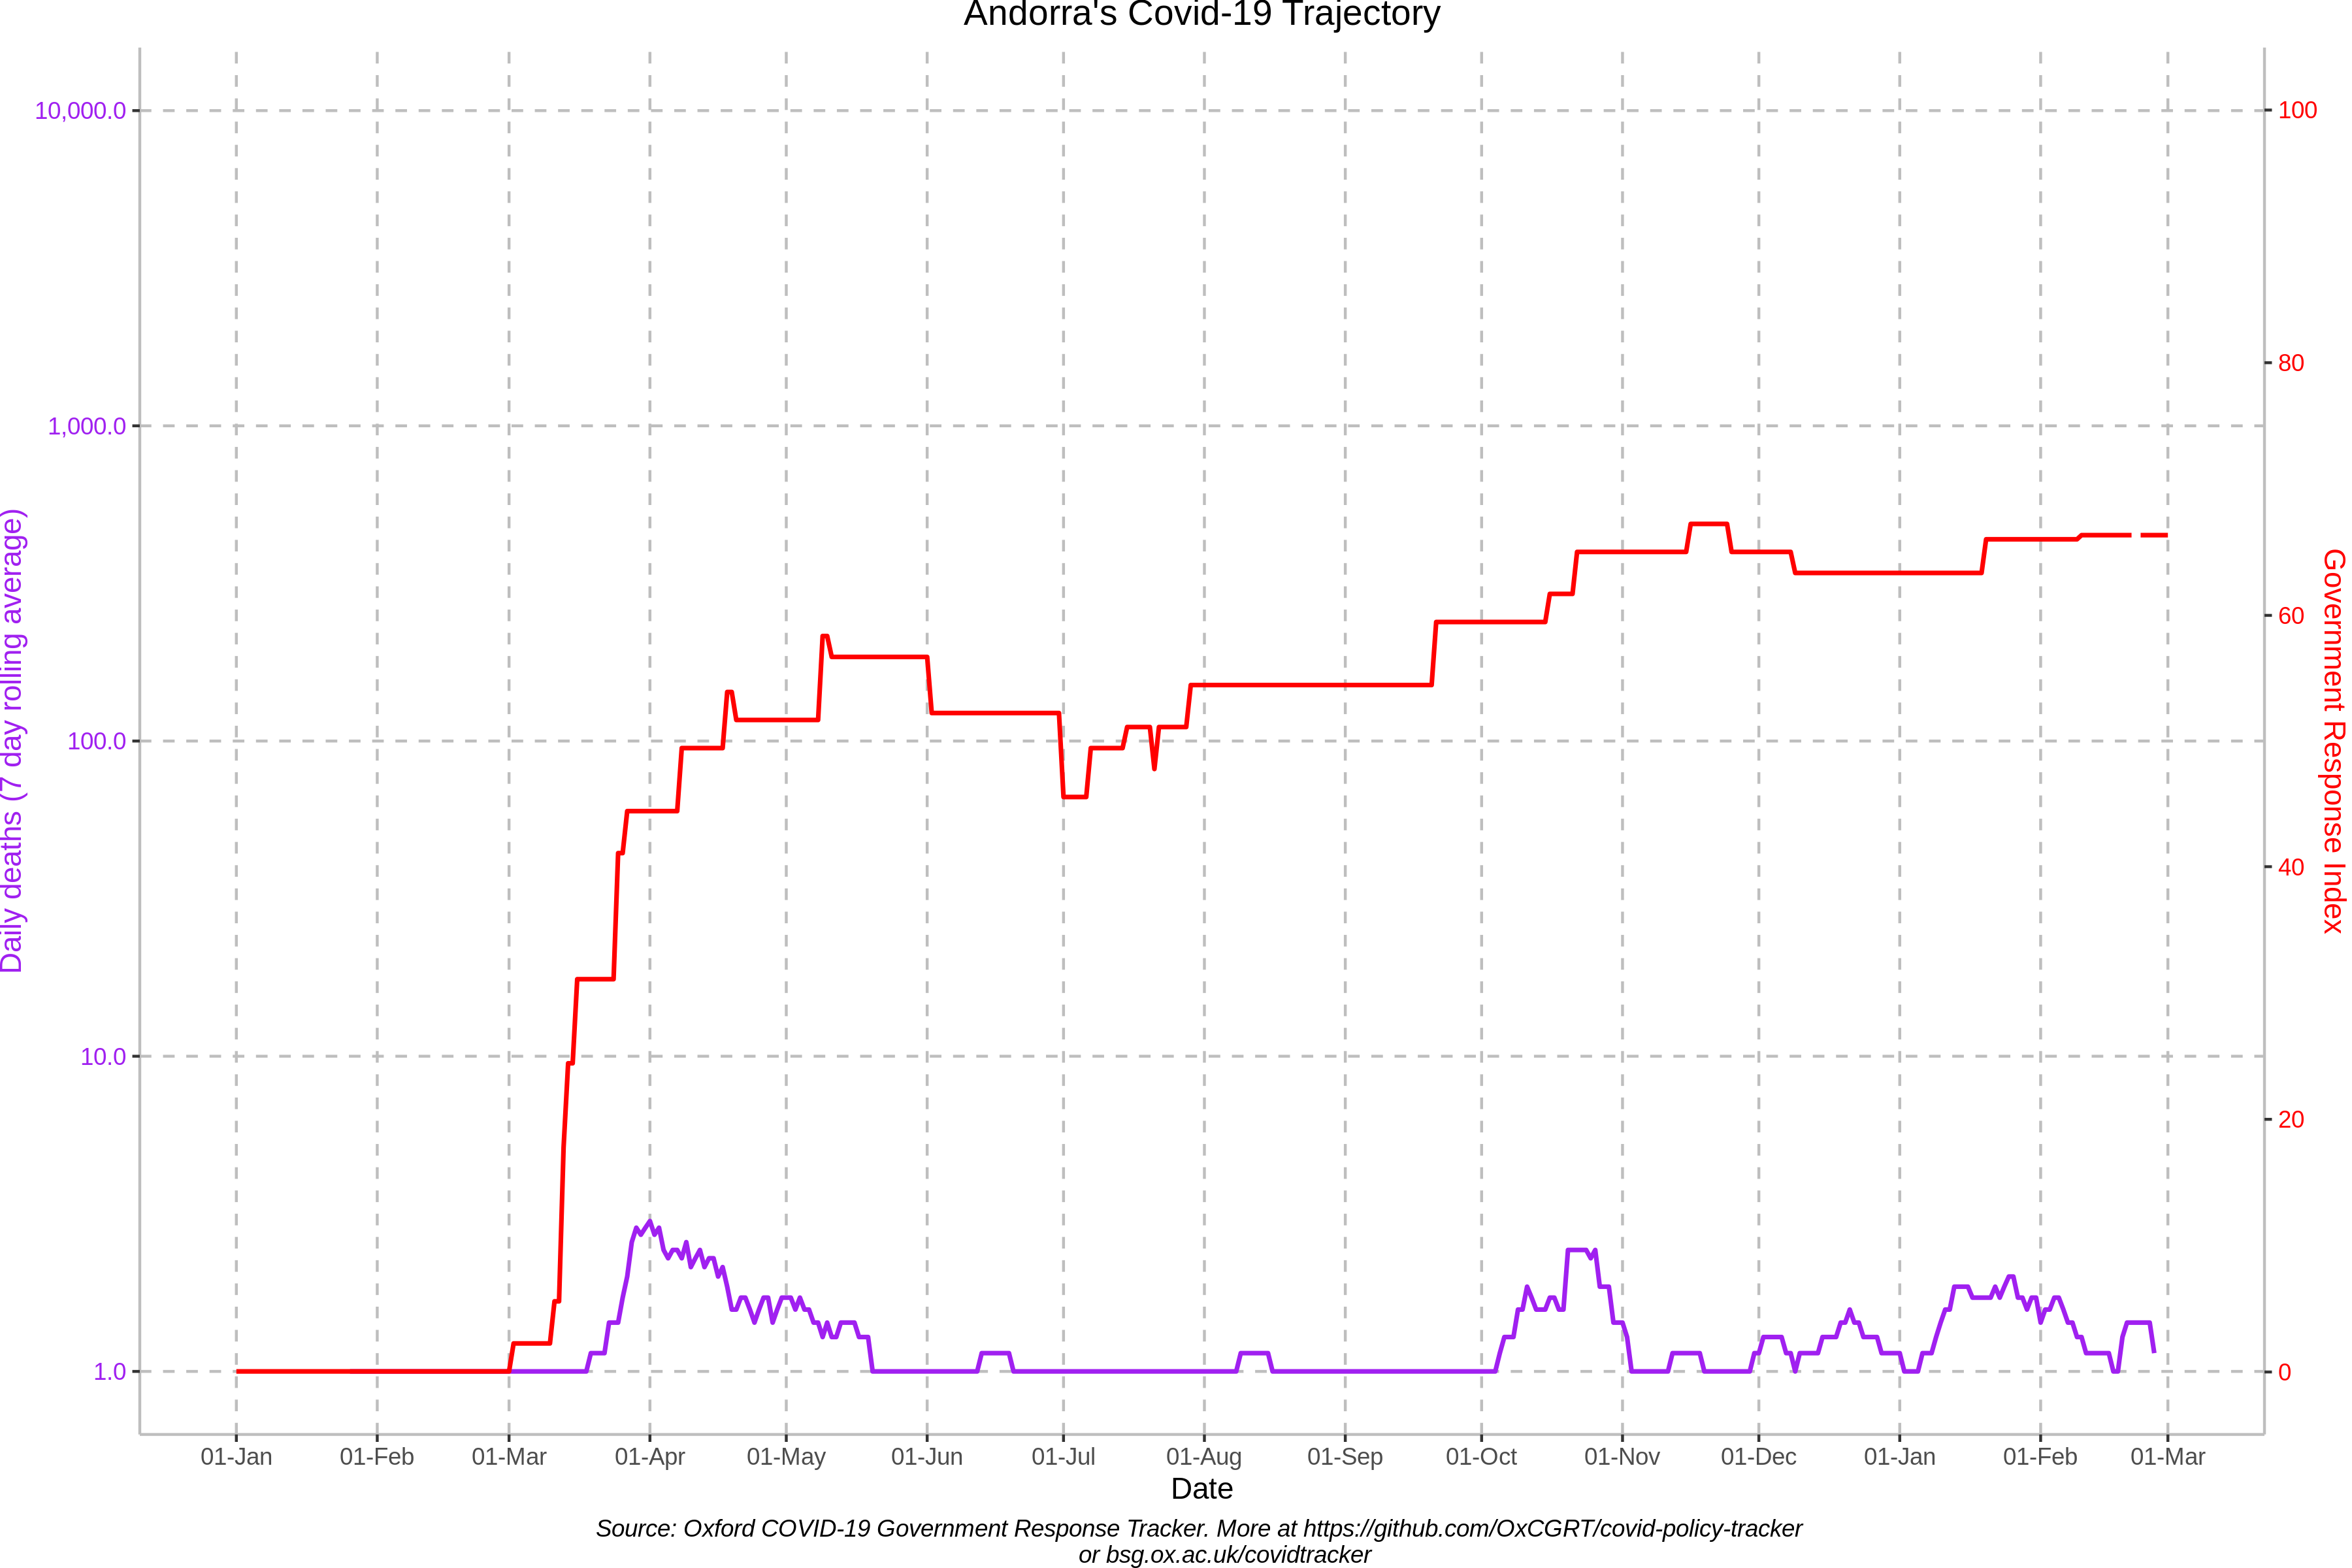 Andorra's Covid-19 Trajectory
10,000.0
1,000.0
100.0
10.0
1.0
Daily deaths (7 day rolling average)
100
80
60
40
20
0
Government Response Index
01-Jan 01-Feb 01-Mar 01-Apr 01-May 01-Jun 01-Jul 01-Aug 01-Sep 01-Oct 01-Nov 01-Dec 01-Jan 01-Feb 01-Mar
Date
Source: Oxford COVID-19 Government Response Tracker. More at https://github.com/OxCGRT/covid-policy-tracker
or bsg.ox.ac.uk/covidtracker